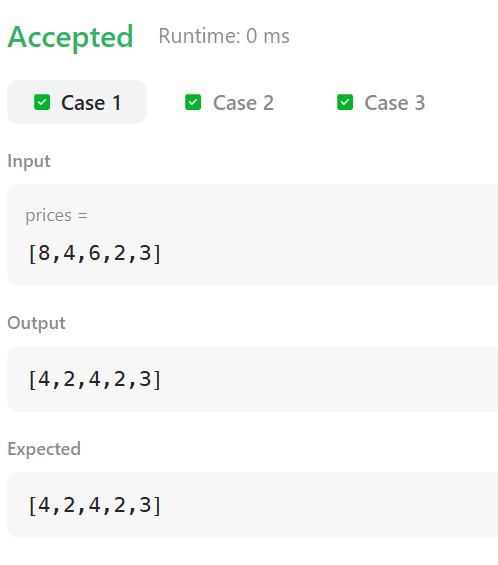 Accepted Runtime: 0 ms
Case 1 Case 2 Case 3
Input
prices =
[8,4,6,2,3]
Output
[4,2,4,2,3]
Expected
[4,2,4,2,3]